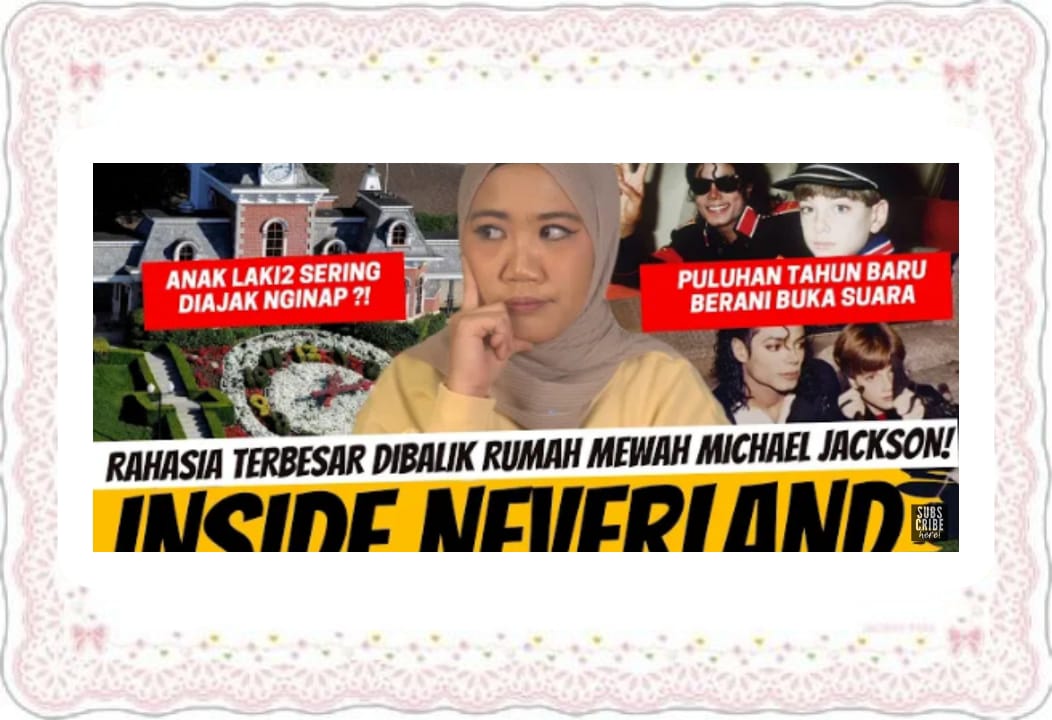 ANAK LAKI2 SERING
DIAJAK NGINAP ?!
PULUHAN TAHUN BARU
BERANI BUKA SUARA
RAHASIA TERBESAR DIBALIK RUMAH MEWAH MICHAEL JACKSON!
INSIDE NEVERLAND
SUBS
CRIBE
here!